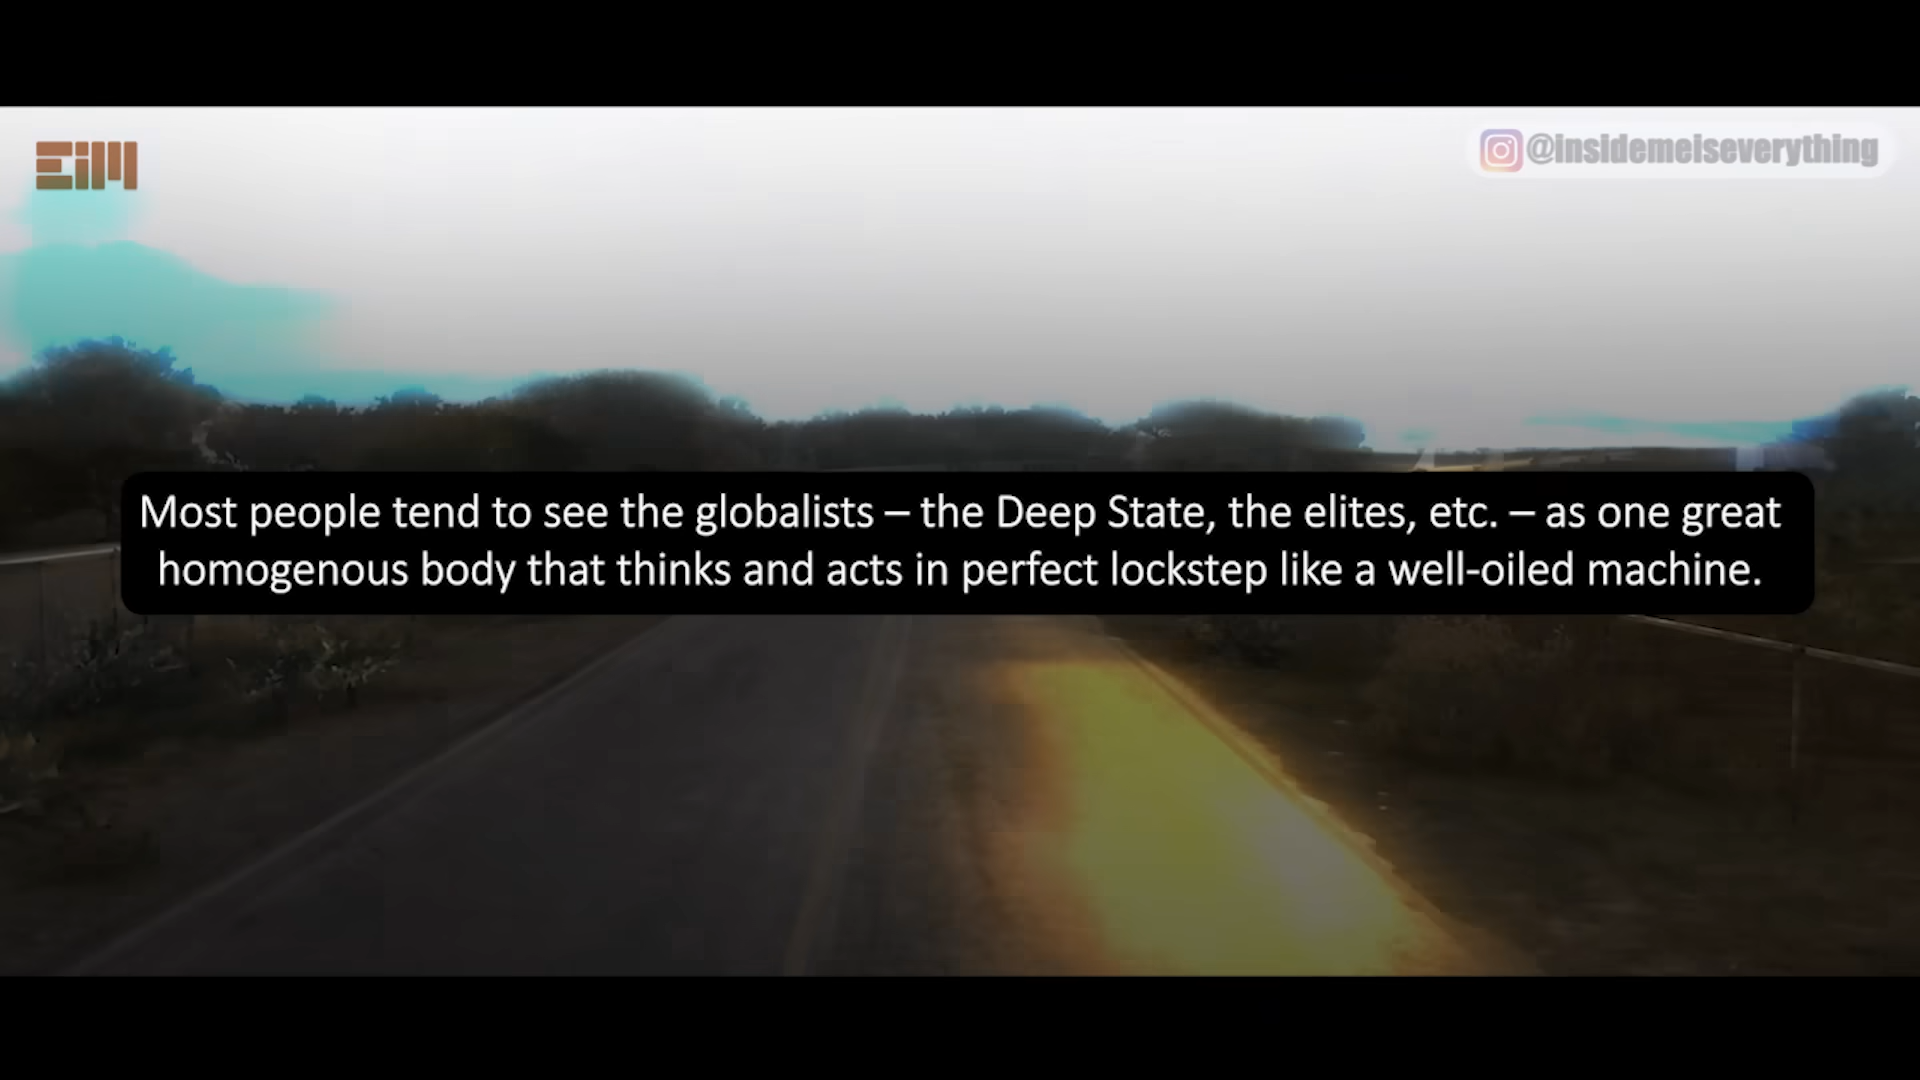 EiM
@insidemeiseverything
Most people tend to see the globalists – the Deep State, the elites, etc. – as one great
homogenous body that thinks and acts in perfect lockstep like a well-oiled machine.